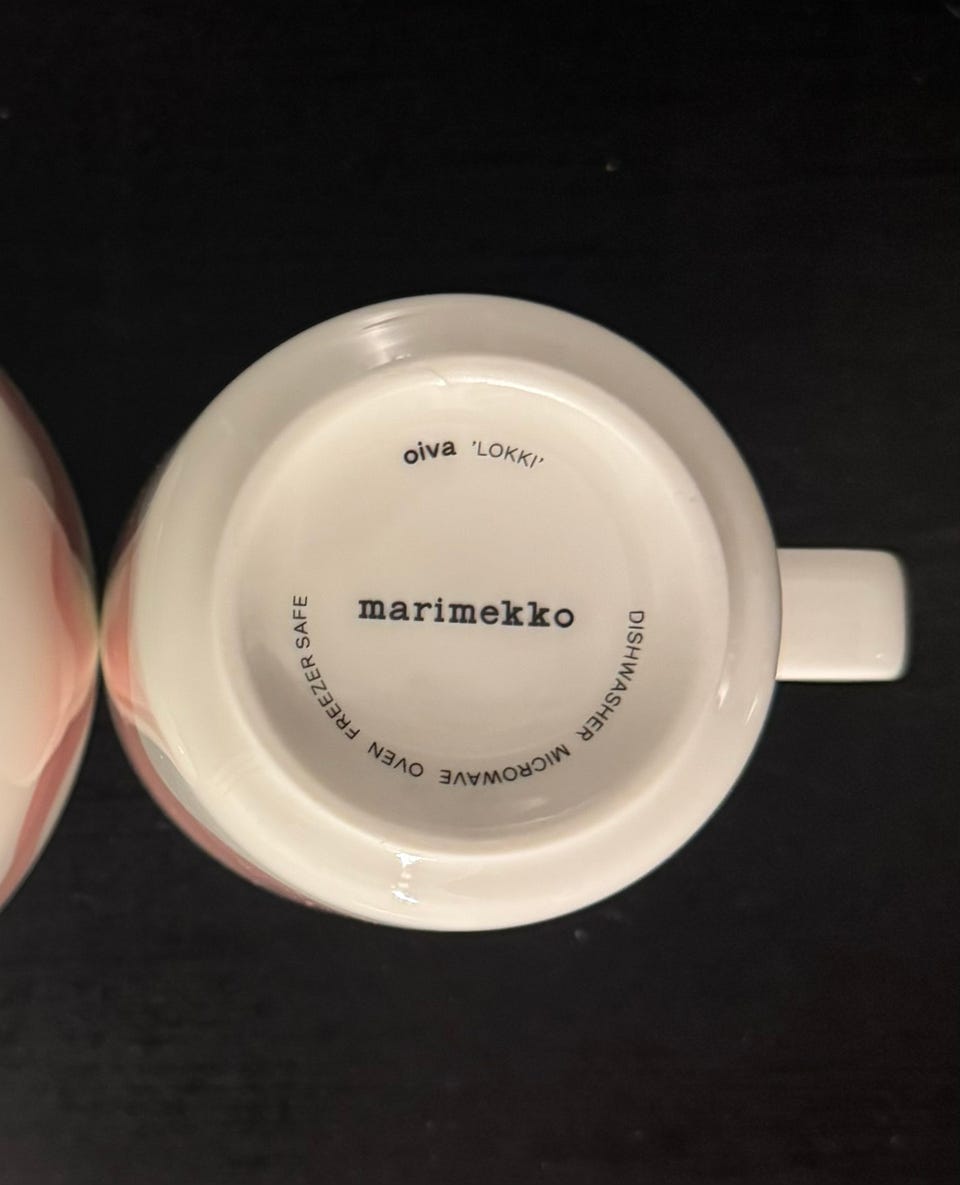 oiva 'LOKKI'
marimekko
DISHWASHER MICROWAVE OVEN FREEZER SAFE